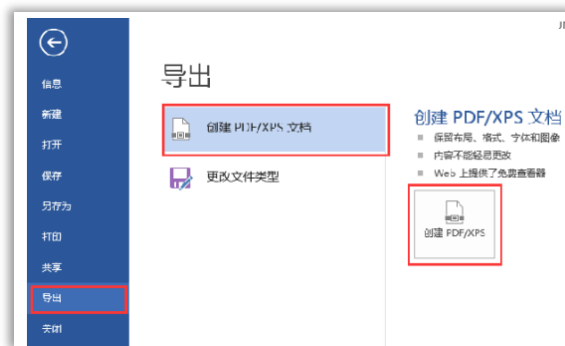 信息
新建
打开
保存
另存为
打印
共享
导出
关闭
导出
创建 PDF/XPS 文档
更改文件类型
创建 PDF/XPS 文档
保留布局、格式、字体和图像
内容不能轻易更改
Web 上提供了免费查看器
创建 PDF/XPS